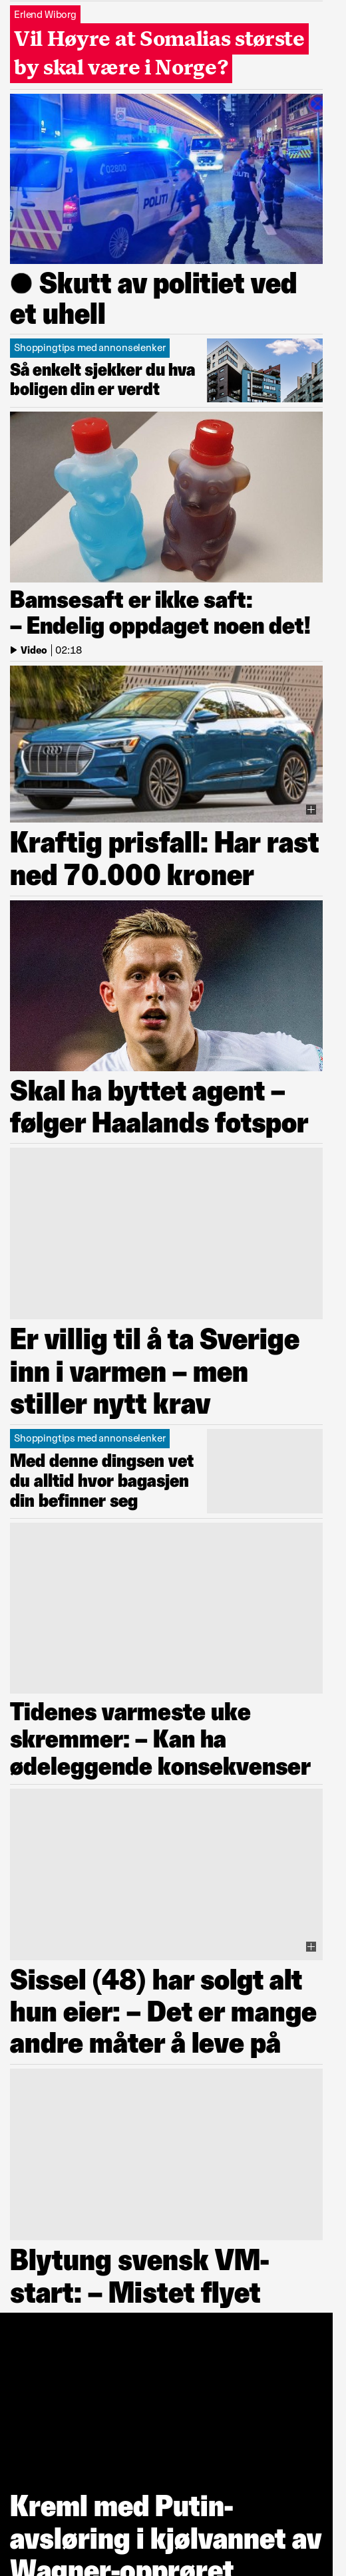 Erlend Wiborg
Vil Høyre at Somalias største
by skal være i Norge?
02800
POLITI
● Skutt av politiet ved
et uhell
Shoppingtips med annonselenker
Så enkelt sjekker du hva
boligen din er verdt
Bamsesaft er ikke saft:
– Endelig oppdaget noen det!
Video | 02:18
Kraftig prisfall: Har rast
ned 70.000 kroner
Skal ha byttet agent –
følger Haalands fotspor
Er villig til å ta Sverige
inn i varmen – men
stiller nytt krav
Shoppingtips med annonselenker
Med denne dingsen vet
du alltid hvor bagasjen
din befinner seg
Tidenes varmeste uke
skremmer: – Kan ha
ødeleggende konsekvenser
Sissel (48) har solgt alt
hun eier: – Det er mange
andre måter å leve på
Blytung svensk VM-
start: – Mistet flyet
Kreml med Putin-
avsløring i kjølvannet av
Wagner-opprøret